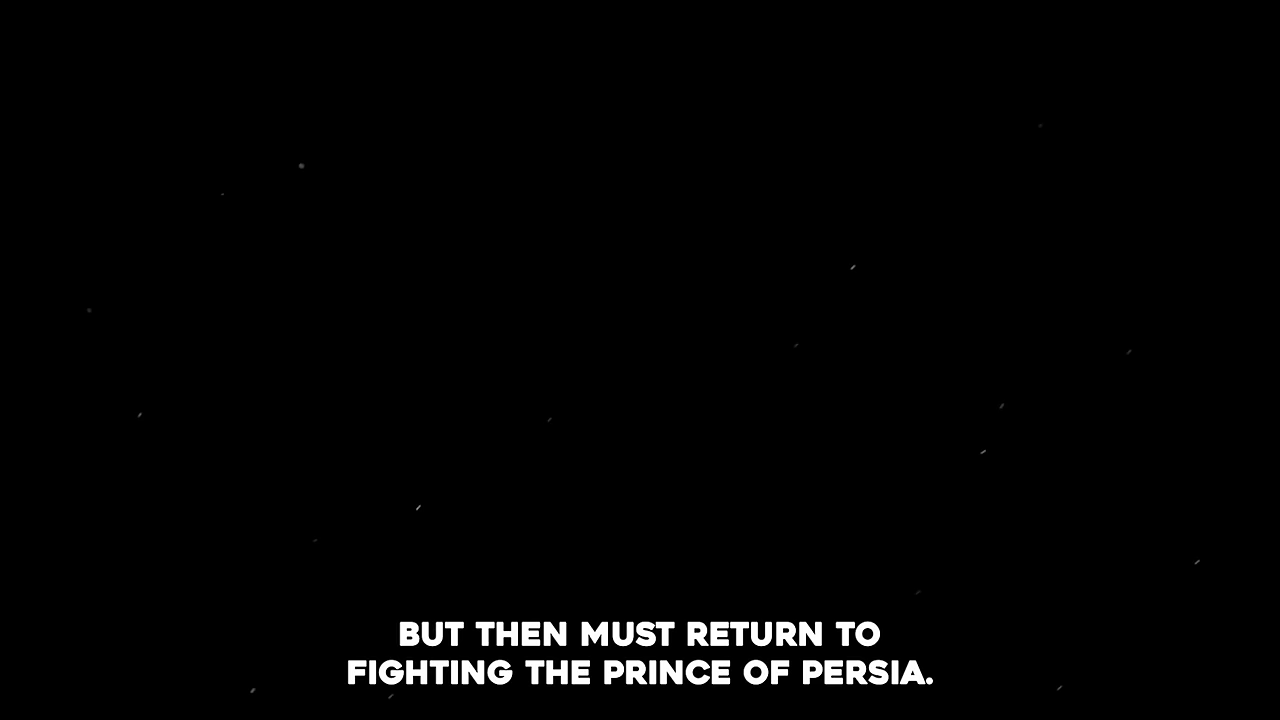 BUT THEN MUST RETURN TO
FIGHTING THE PRINCE OF PERSIA.